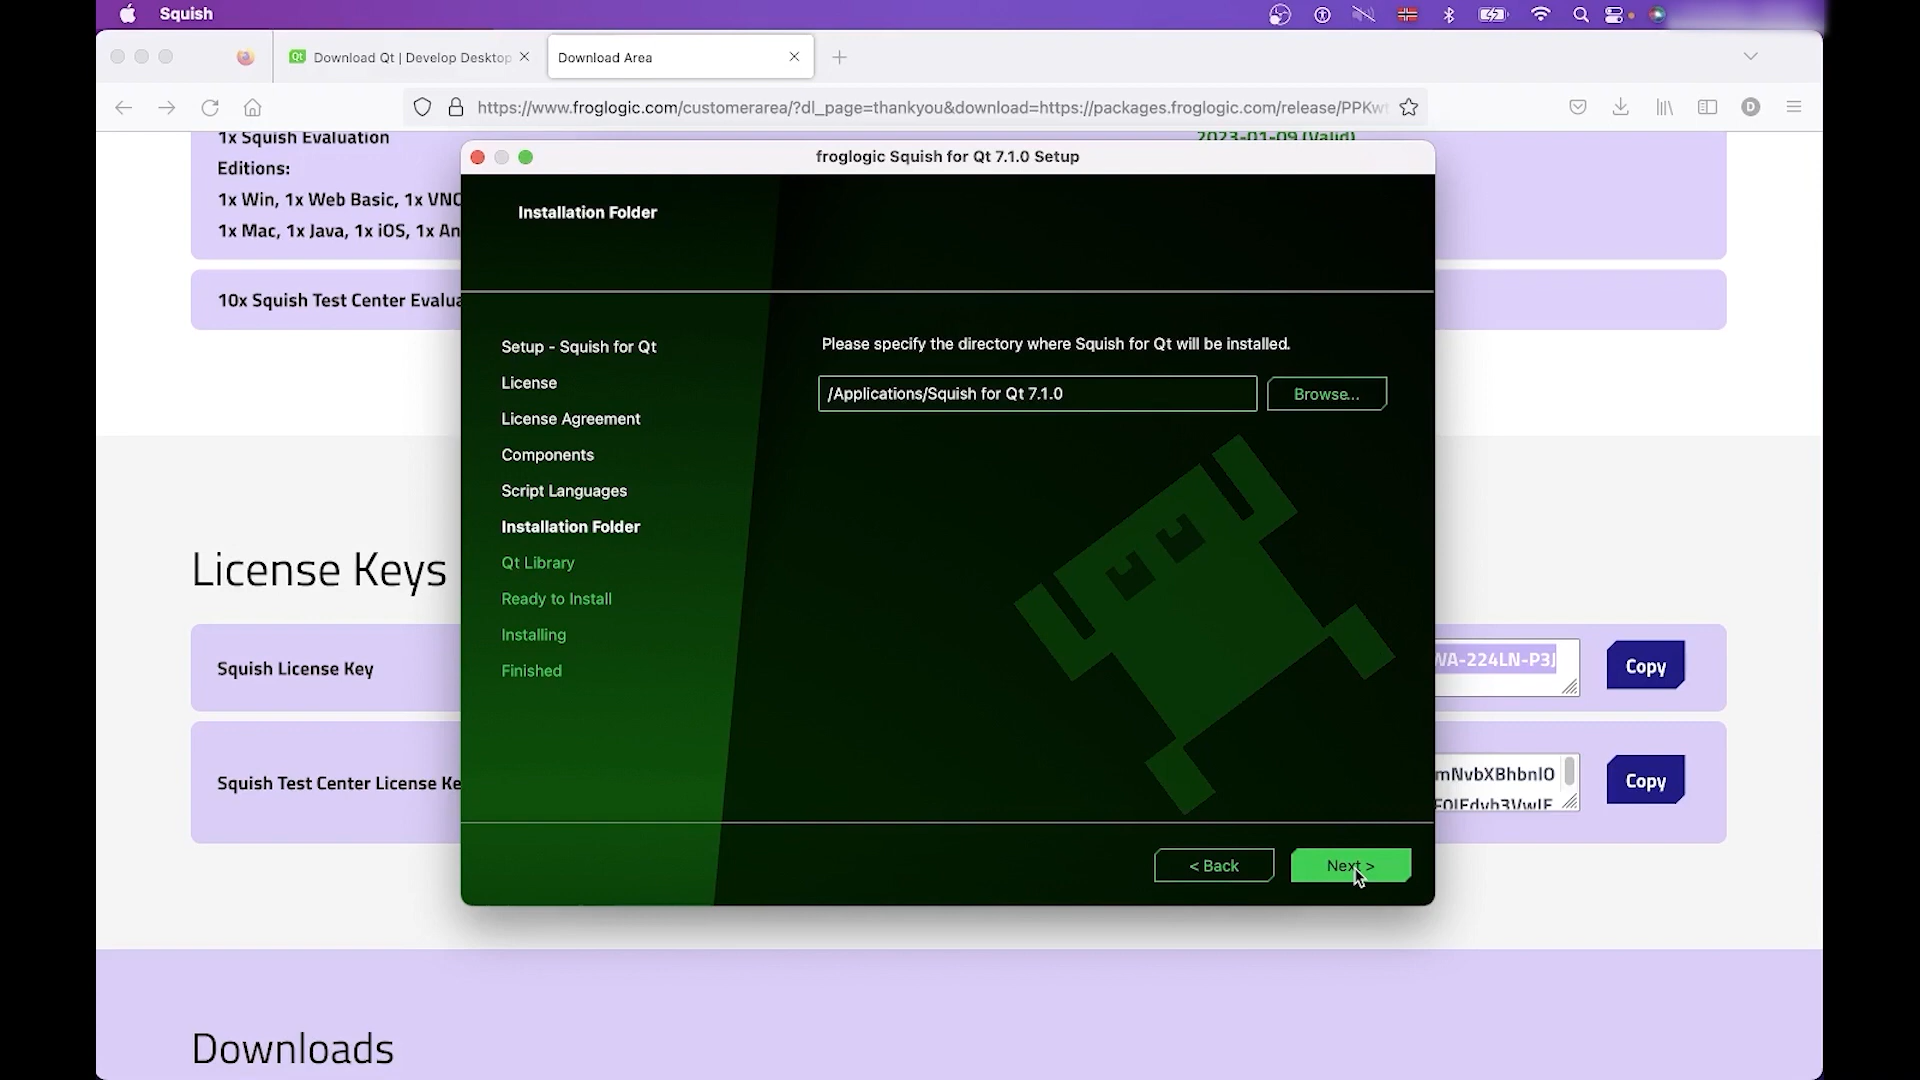 Squish
Download Qt | Develop Desktop
Download Area
D
https://www.froglogic.com/customerarea/?dl_page=thankyou&download=https://packages.froglogic.com/release/PPKw
1x Squish Evaluation
2023-01-09 (Valid)
Editions:
1x Win, 1x Web Basic, 1x VNC
1x Mac, 1x Java, 1x iOS, 1x An
10x Squish Test Center Evalua
froglogic Squish for Qt 7.1.0 Setup
Installation Folder
Setup - Squish for Qt
License
License Agreement
Components
Script Languages
Installation Folder
Qt Library
Ready to Install
Installing
Finished
Please specify the directory where Squish for Qt will be installed.
/Applications/Squish for Qt 7.1.0
Browse...
< Back
Next >
License Keys
Squish License Key
WA-224LN-P3J
Copy
Squish Test Center License Ke
mNvbXBhbnlO
Copy
Downloads